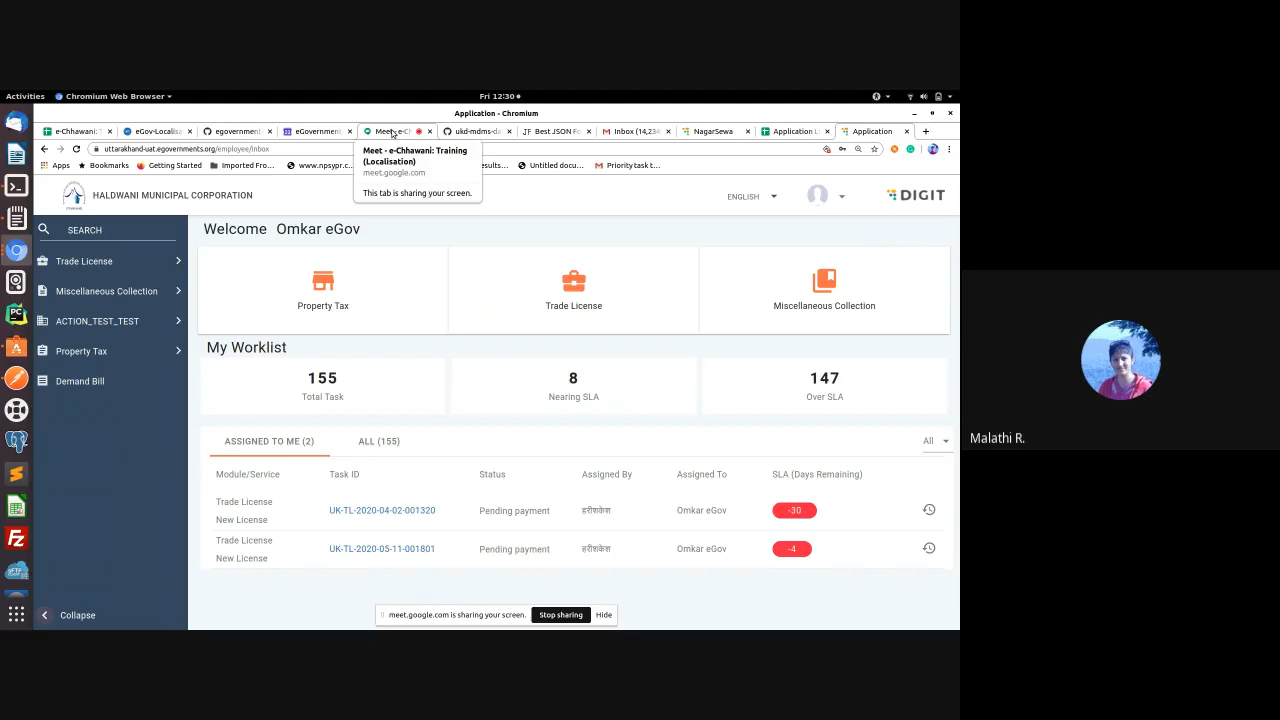 Activities
Chromium Web Browser
Fri 12:30
Application - Chromium
e-Chhawani: T
eGov-Localisa
egovernment
eGovernmen
Meet - e-C
ukd-mdms-da
Best JSON Fo
Inbox (14,234
NagarSewa
Application L
Application
uttarakhand-uat.egovernments.org/employee/inbox
Apps
Bookmarks
Getting Started
Imported Fro...
www.npsypr.c...
esults...
Untitled docu...
Priority task t...
Meet - e-Chhawani: Training
(Localisation)
meet.google.com
This tab is sharing your screen.
HALDWANI MUNICIPAL CORPORATION
ENGLISH
DIGIT
SEARCH
Trade License
Miscellaneous Collection
ACTION_TEST_TEST
Property Tax
Demand Bill
Collapse
Welcome Omkar eGov
Property Tax
Trade License
Miscellaneous Collection
My Worklist
155
Total Task
8
Nearing SLA
147
Over SLA
ASSIGNED TO ME (2)
ALL (155)
All
Module/Service Task ID Status Assigned By Assigned To SLA (Days Remaining)
Trade License
New License
UK-TL-2020-04-02-001320 Pending payment हरीशकेश Omkar eGov -30
Trade License
New License
UK-TL-2020-05-11-001801 Pending payment हरीशकेश Omkar eGov -4
meet.google.com is sharing your screen.
Stop sharing
Hide
Malathi R.